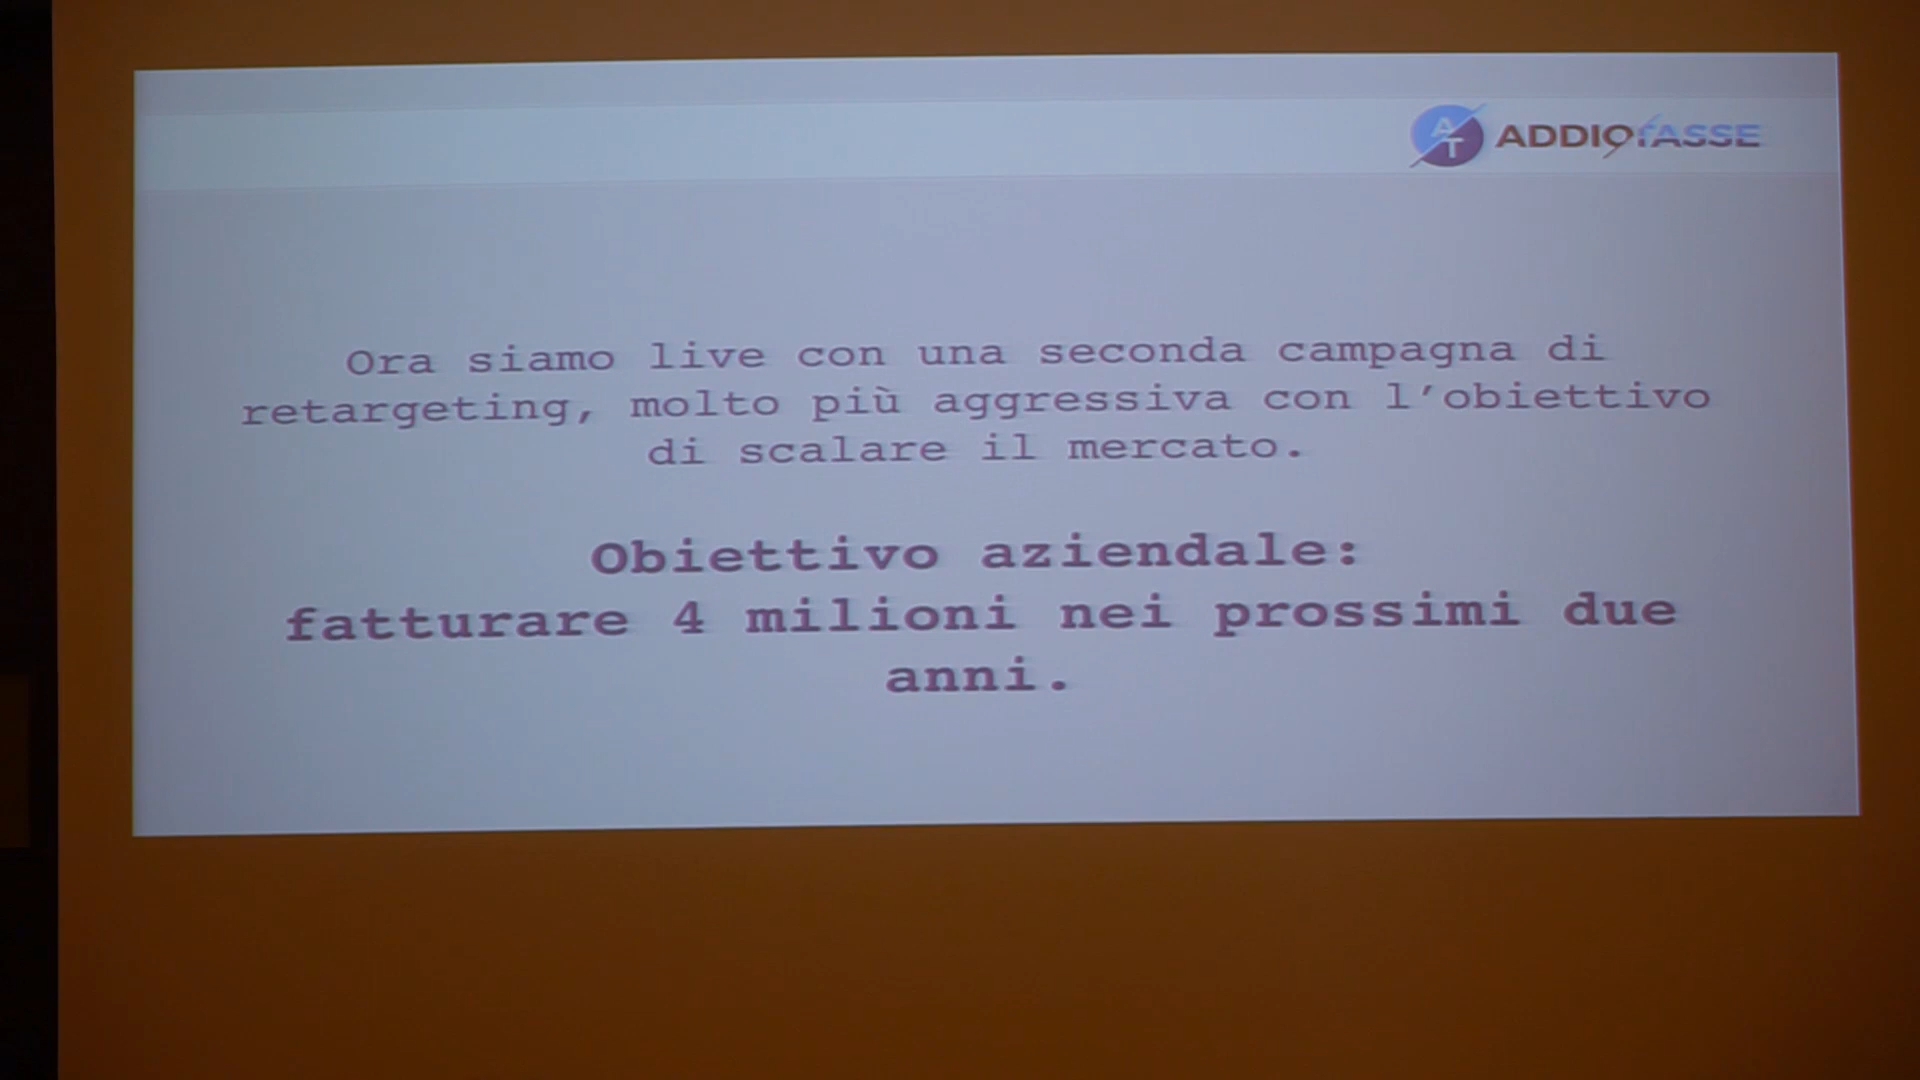 AT ADDIOTASSE
Ora siamo live con una seconda campagna di
retargeting, molto più aggressiva con l’obiettivo
di scalare il mercato.
Obiettivo aziendale:
fatturare 4 milioni nei prossimi due
anni.